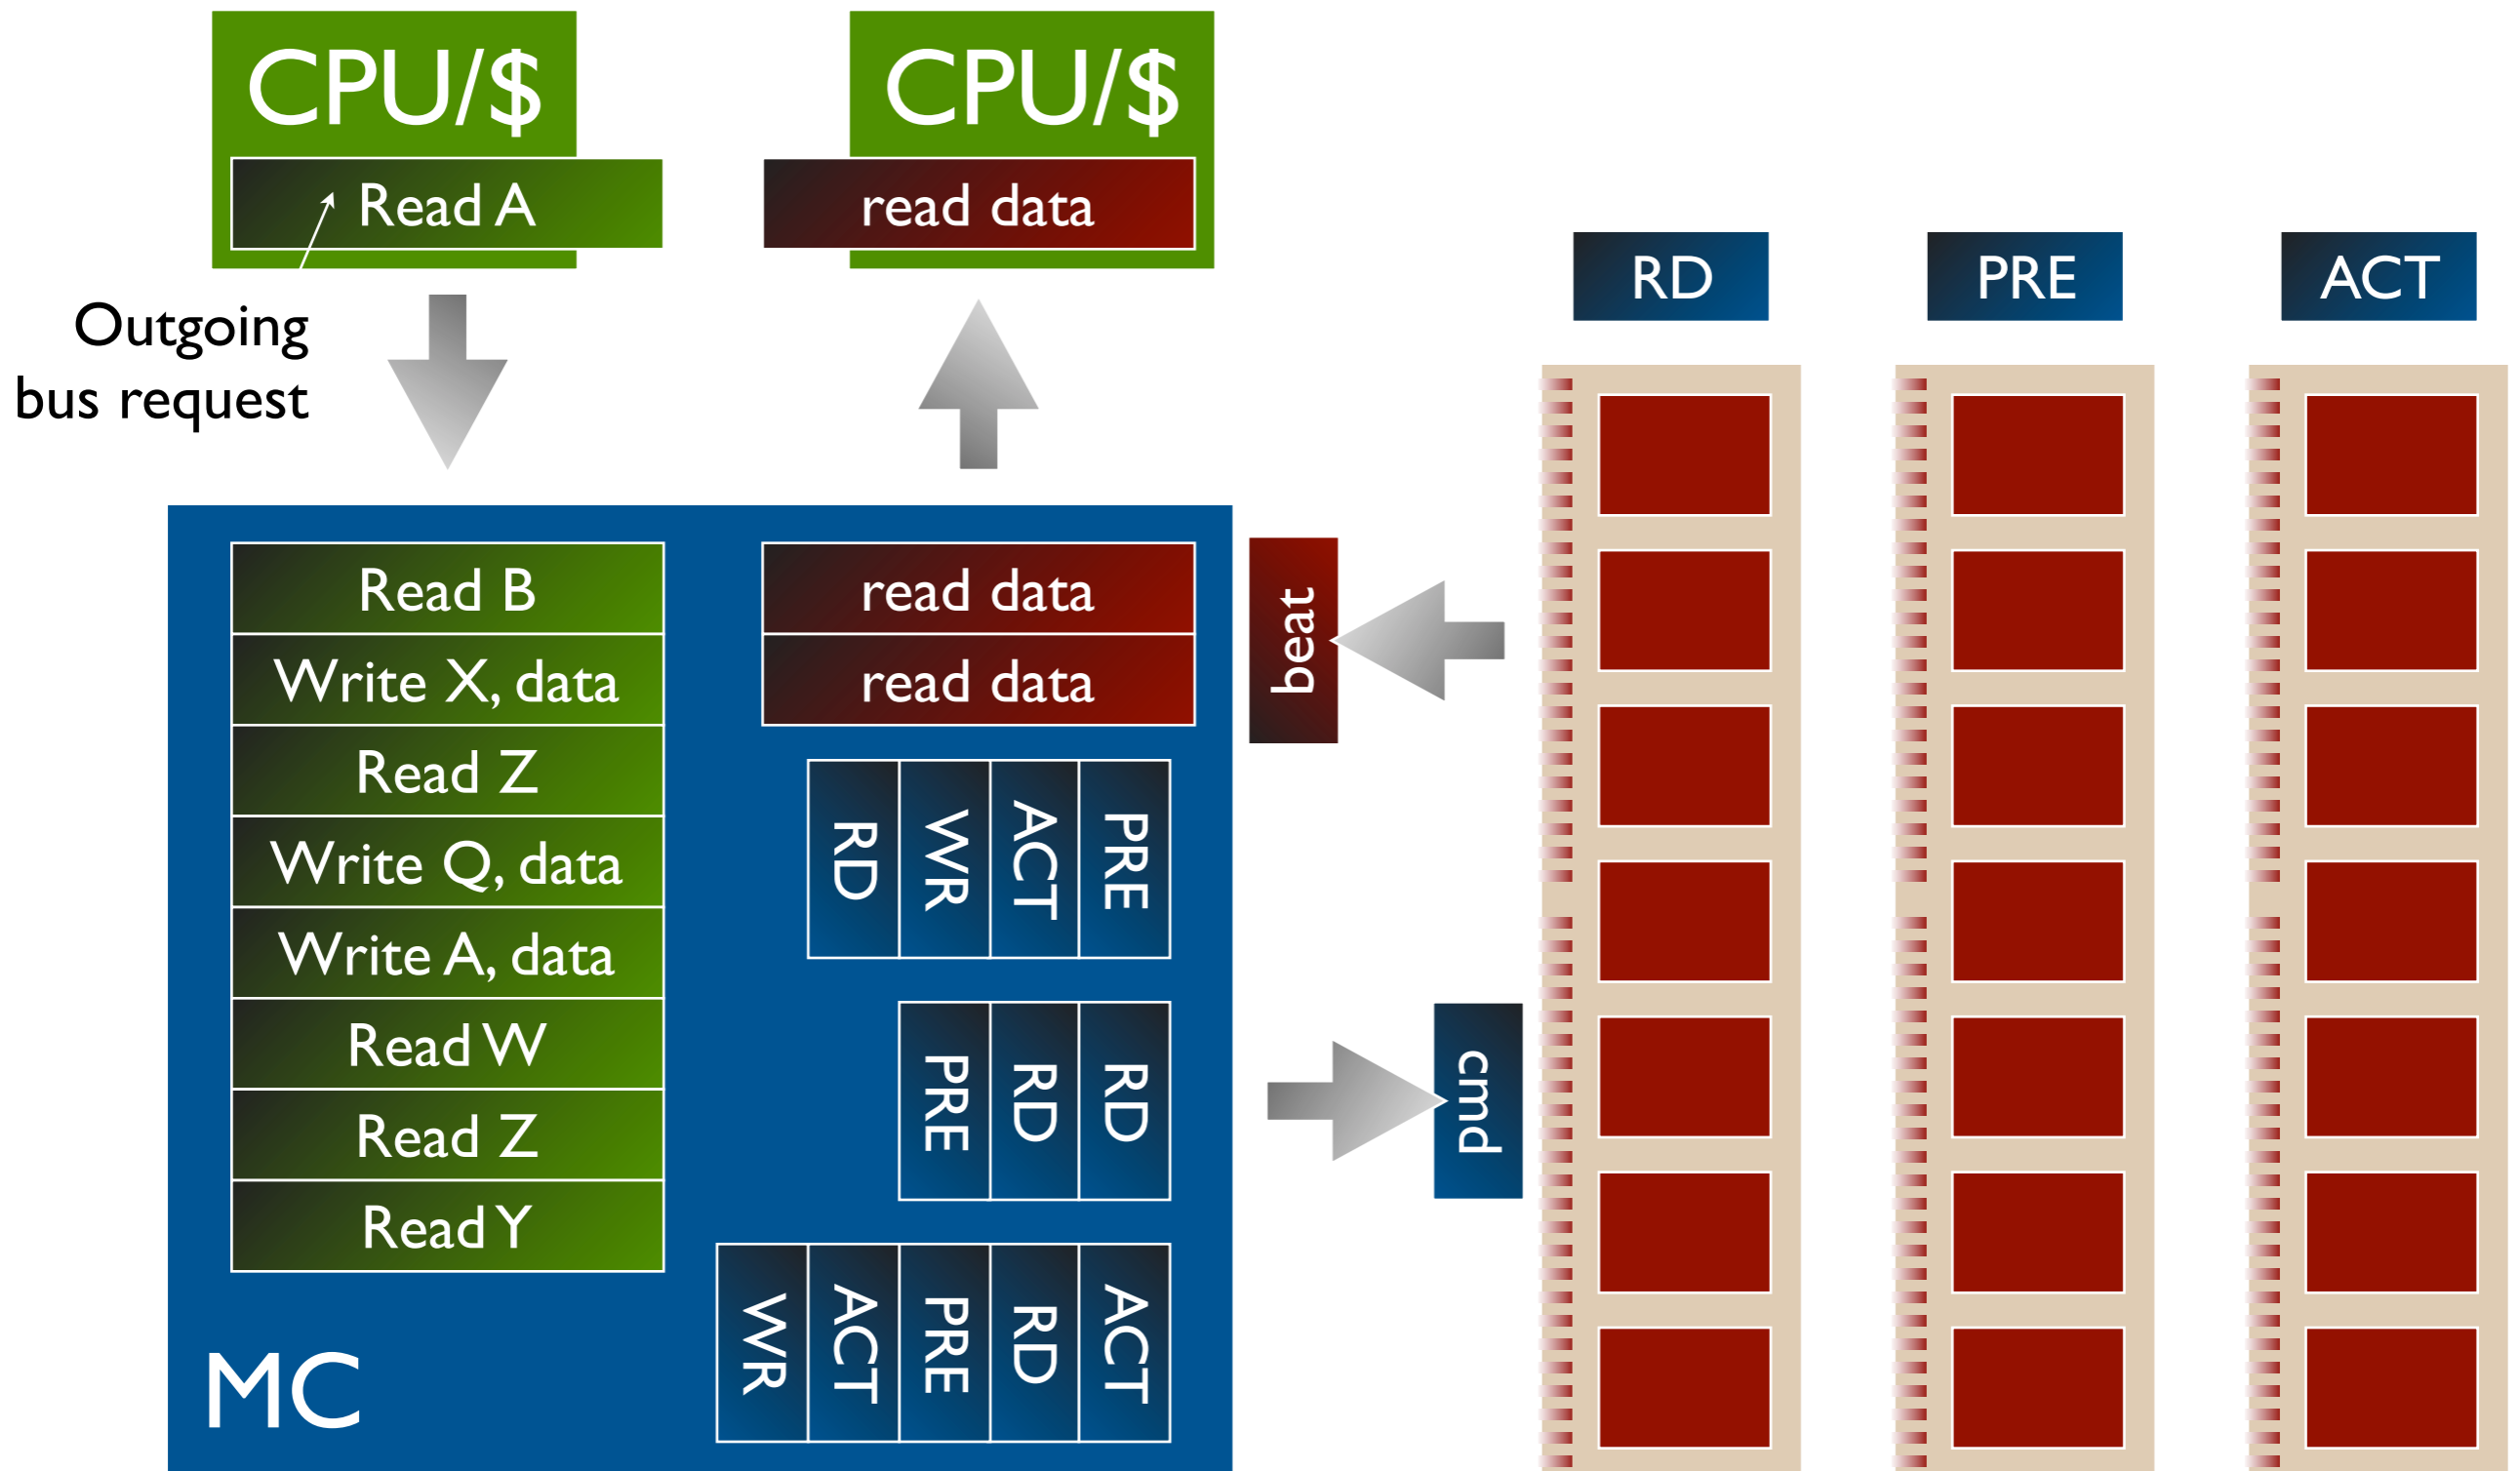 CPU/$
Read A
CPU/$
read data
Outgoing
bus request
RD
PRE
ACT
Read B
Write X, data
Read Z
Write Q, data
Write A, data
Read W
Read Z
Read Y
MC
read data
read data
beat
RD
WR
ACT
PRE
PRE
RD
RD
cmd
WR
ACT
PRE
RD
ACT